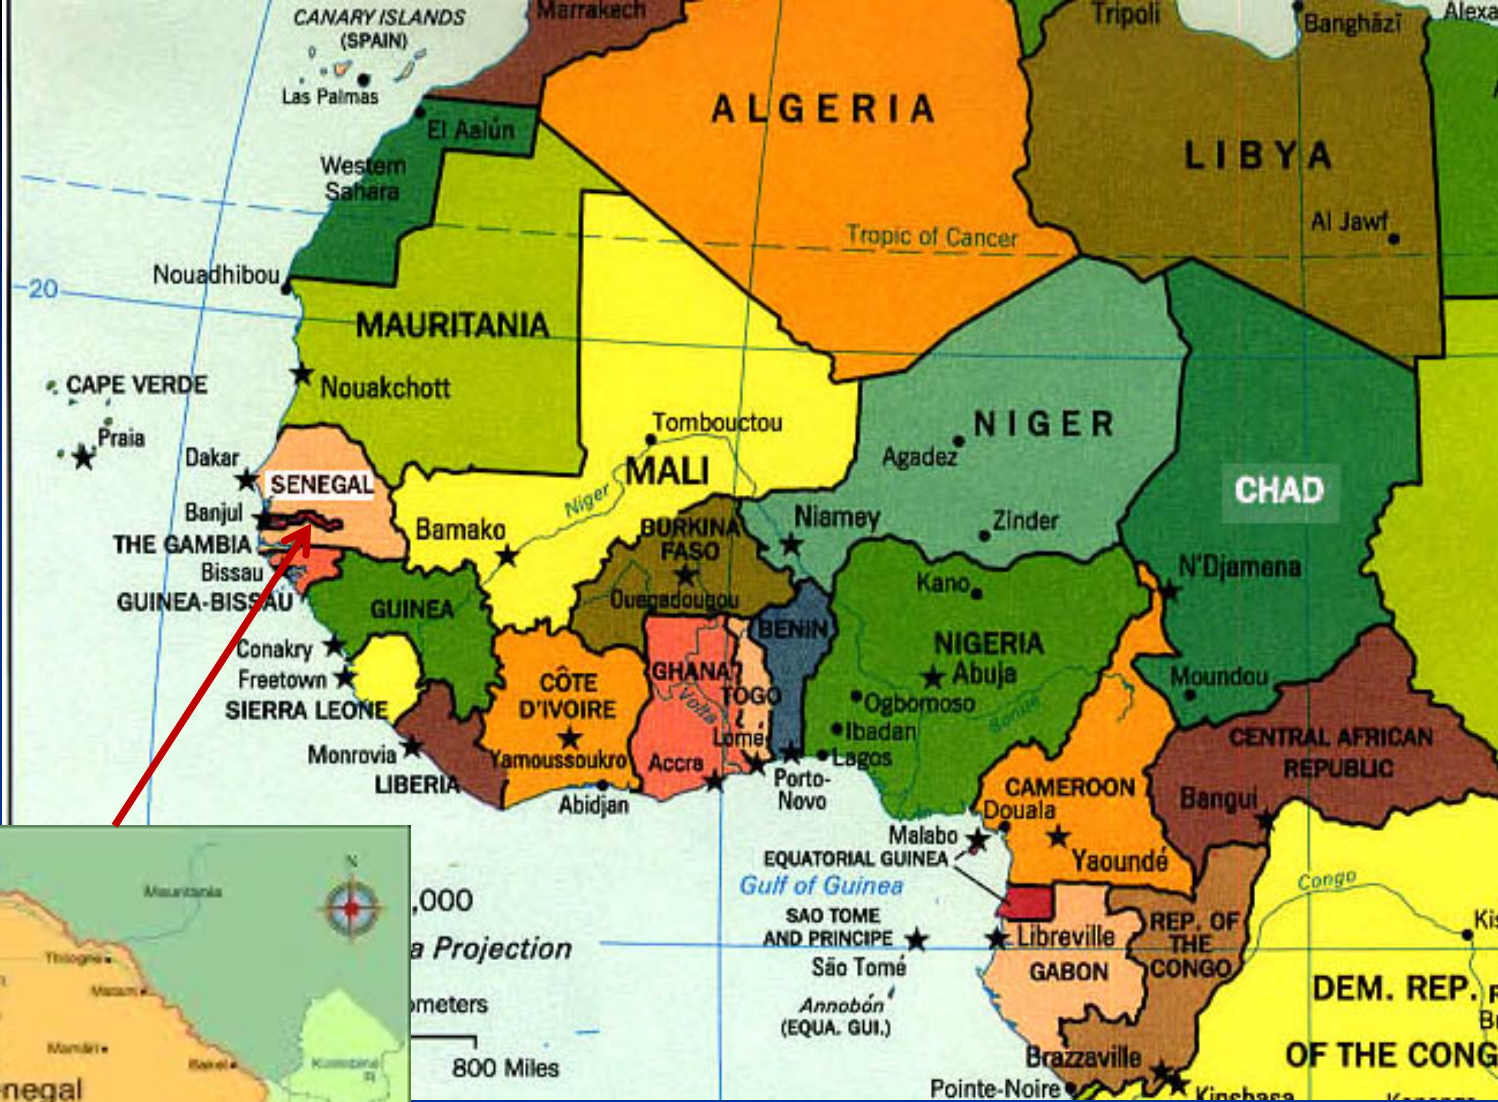 CANARY ISLANDS
(SPAIN)
Las Palmas
Marrakech
Tripoli
Banghāzī
Alexa
ALGERIA
LIBYA
El Aaiún
Western
Sahara
Al Jawf
Tropic of Cancer
Nouadhibou
20
MAURITANIA
Nouakchott
CAPE VERDE
Praia
Dakar
SENEGAL
Banjul
THE GAMBIA
Bissau
GUINEA-BISSAU
Tombouctou
MALI
Niger
Bamako
NIGER
Agadez
Zinder
Niamey
CHAD
N'Djamena
Moundou
BURKINA
FASO
Ouagadougou
GUINEA
Conakry
Freetown
SIERRA LEONE
Monrovia
LIBERIA
CÔTE
D'IVOIRE
Yamoussoukro
Abidjan
GHANA
Volta
Accra
TOGO
Lomé
BENIN
Porto-
Novo
Kano
NIGERIA
Abuja
Ogbomoso
Ibadan
Lagos
Benue
CENTRAL AFRICAN
REPUBLIC
Bangui
CAMEROON
Douala
Yaoundé
Malabo
EQUATORIAL GUINEA
Gulf of Guinea
SAO TOME
AND PRINCIPE
São Tomé
Annobón
(EQUA. GUI.)
Libreville
GABON
REP. OF
THE
CONGO
Congo
Kis
DEM. REP.
OF THE CONG
Bu
Brazzaville
Pointe-Noire
Kinshasa
Kananga
,000
a Projection
ometers
800 Miles
Mauritania
N
Thilogne
Matam
Mamâri
Bakel
enegal